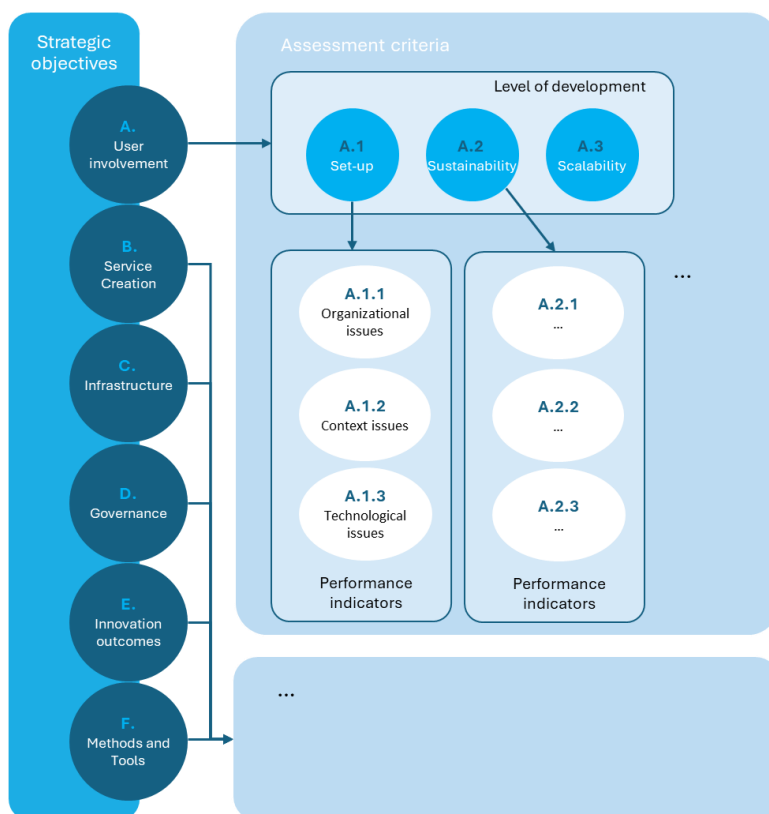 Strategic
objectives
A.
User
involvement
B.
Service
Creation
C.
Infrastructure
D.
Governance
E.
Innovation
outcomes
F.
Methods and
Tools
Assessment criteria
Level of development
A.1
Set-up
A.2
Sustainability
A.3
Scalability
A.1.1
Organizational
issues
A.1.2
Context issues
A.1.3
Technological
issues
Performance
indicators
A.2.1
...
A.2.2
...
A.2.3
...
Performance
indicators
...
...